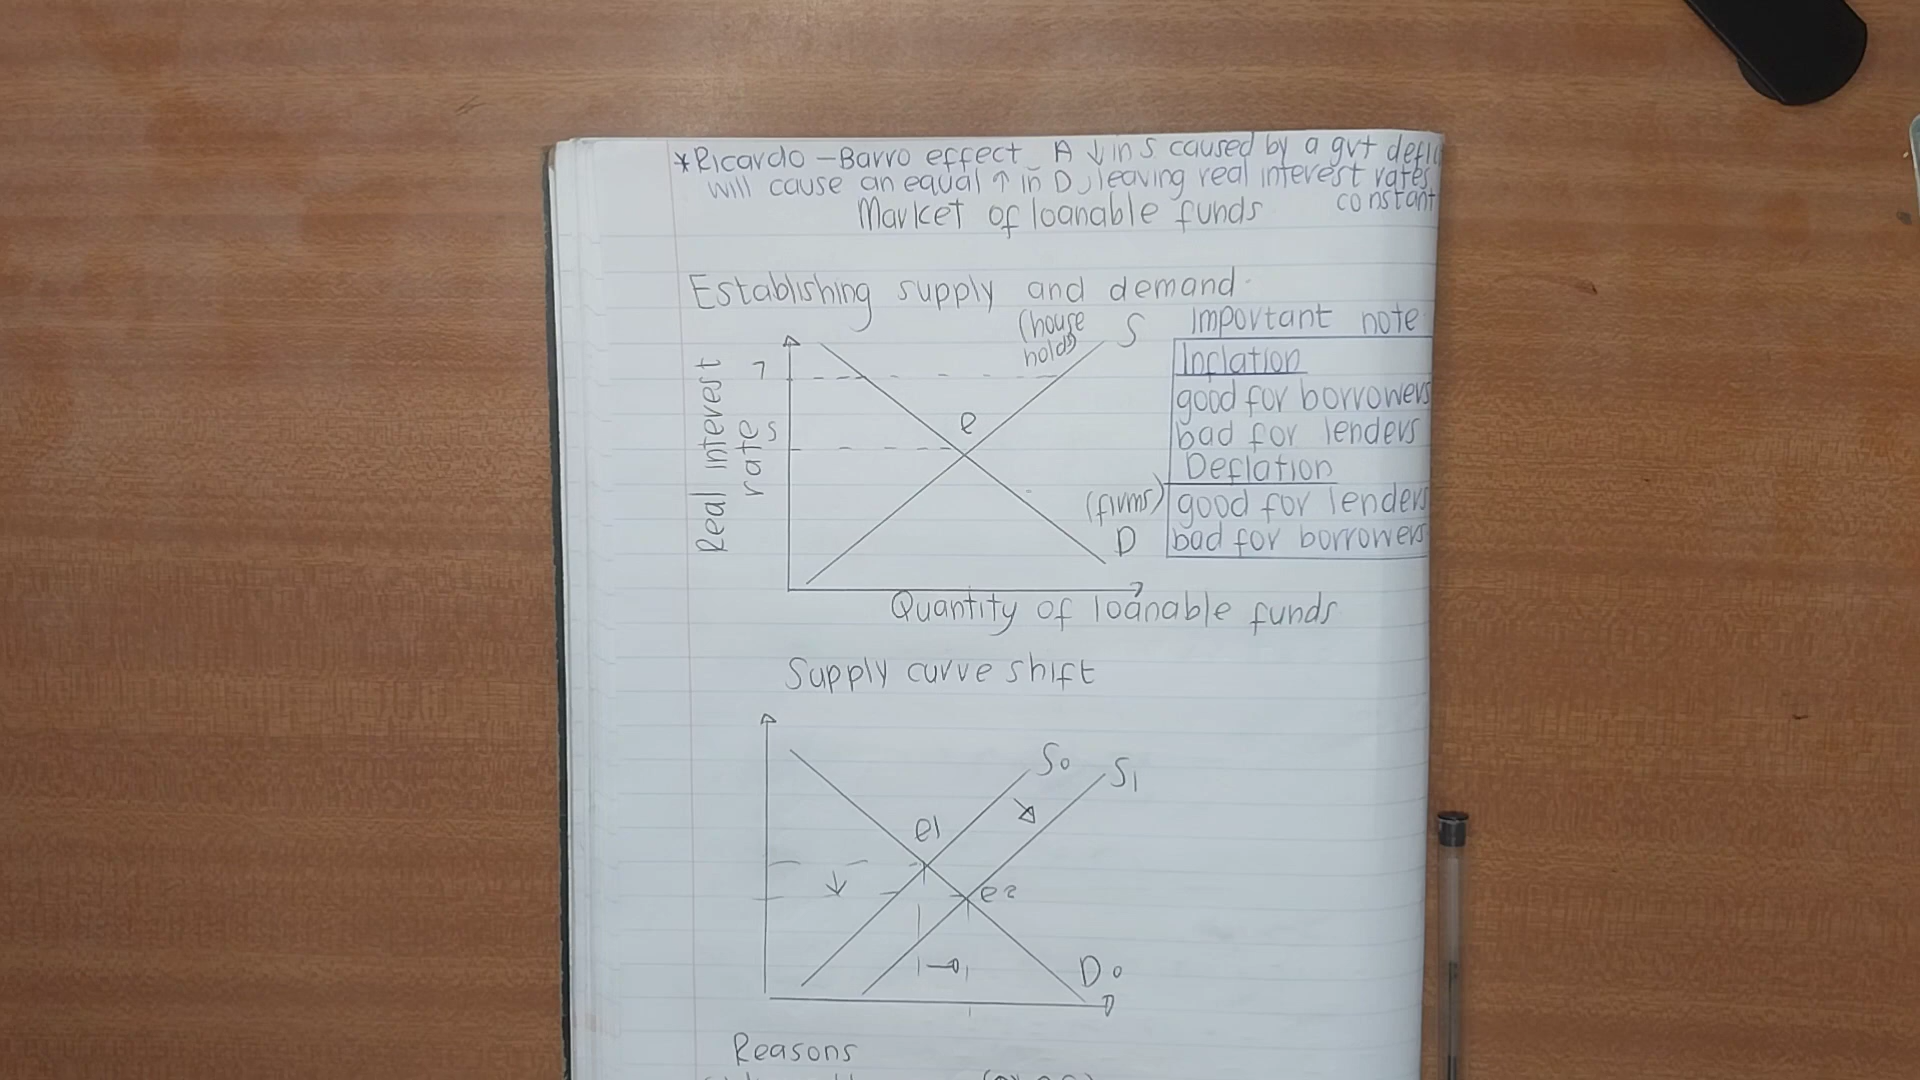 *Ricardo-Barro effect A ↓ in S caused by a gvt
will cause an equal ↑ in D, leaving real interest rates
constant
Market of loanable funds
Establishing supply and demand.
(house
holds)
S
Important note
Inflation
good for borrowers
bad for lenders
Deflation
good for lenders
bad for borrowers
Real interest
rate
7
5
e
(firms)
D
Quantity of loanable funds
Supply curve shift
S0
S1
e1
e2
D0
Reasons